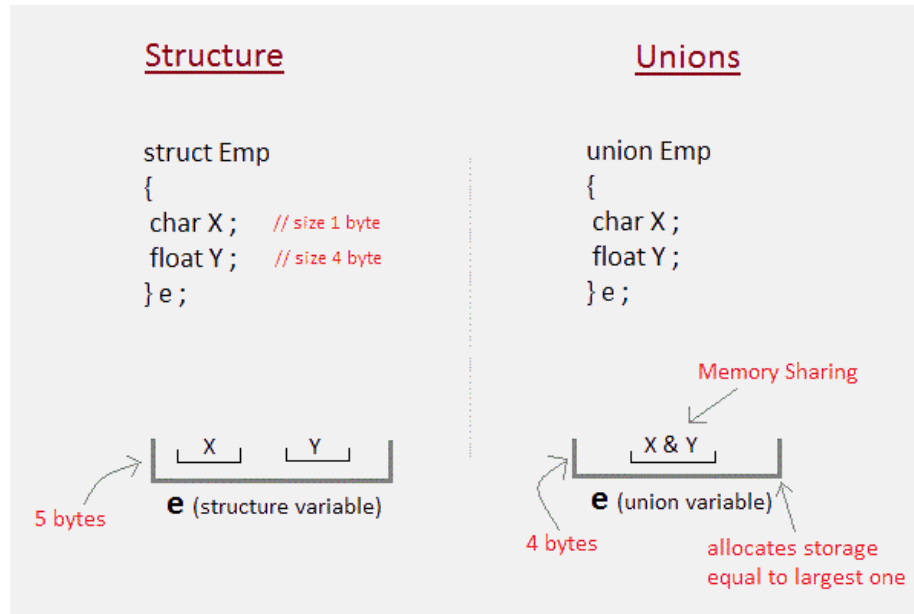 Structure
struct Emp
{
char X ; // size 1 byte
float Y ; // size 4 byte
} e ;
X Y
5 bytes
e (structure variable)
Unions
union Emp
{
char X ;
float Y ;
} e ;
Memory Sharing
X & Y
e (union variable)
4 bytes
allocates storage
equal to largest one